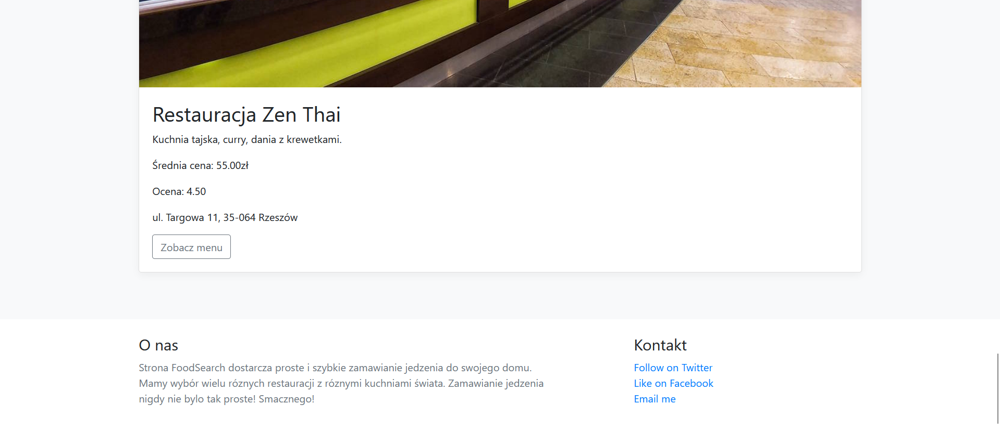 Restauracja Zen Thai
Kuchnia tajska, curry, dania z krewetkami.
Średnia cena: 55.00zł
Ocena: 4.50
ul. Targowa 11, 35-064 Rzeszów
Zobacz menu
O nas
Strona FoodSearch dostarcza proste i szybkie zamawianie jedzenia do swojego domu.
Mamy wybór wielu róznych restauracji z róznymi kuchniami świata. Zamawianie jedzenia
nigdy nie bylo tak proste! Smacznego!
Kontakt
Follow on Twitter
Like on Facebook
Email me